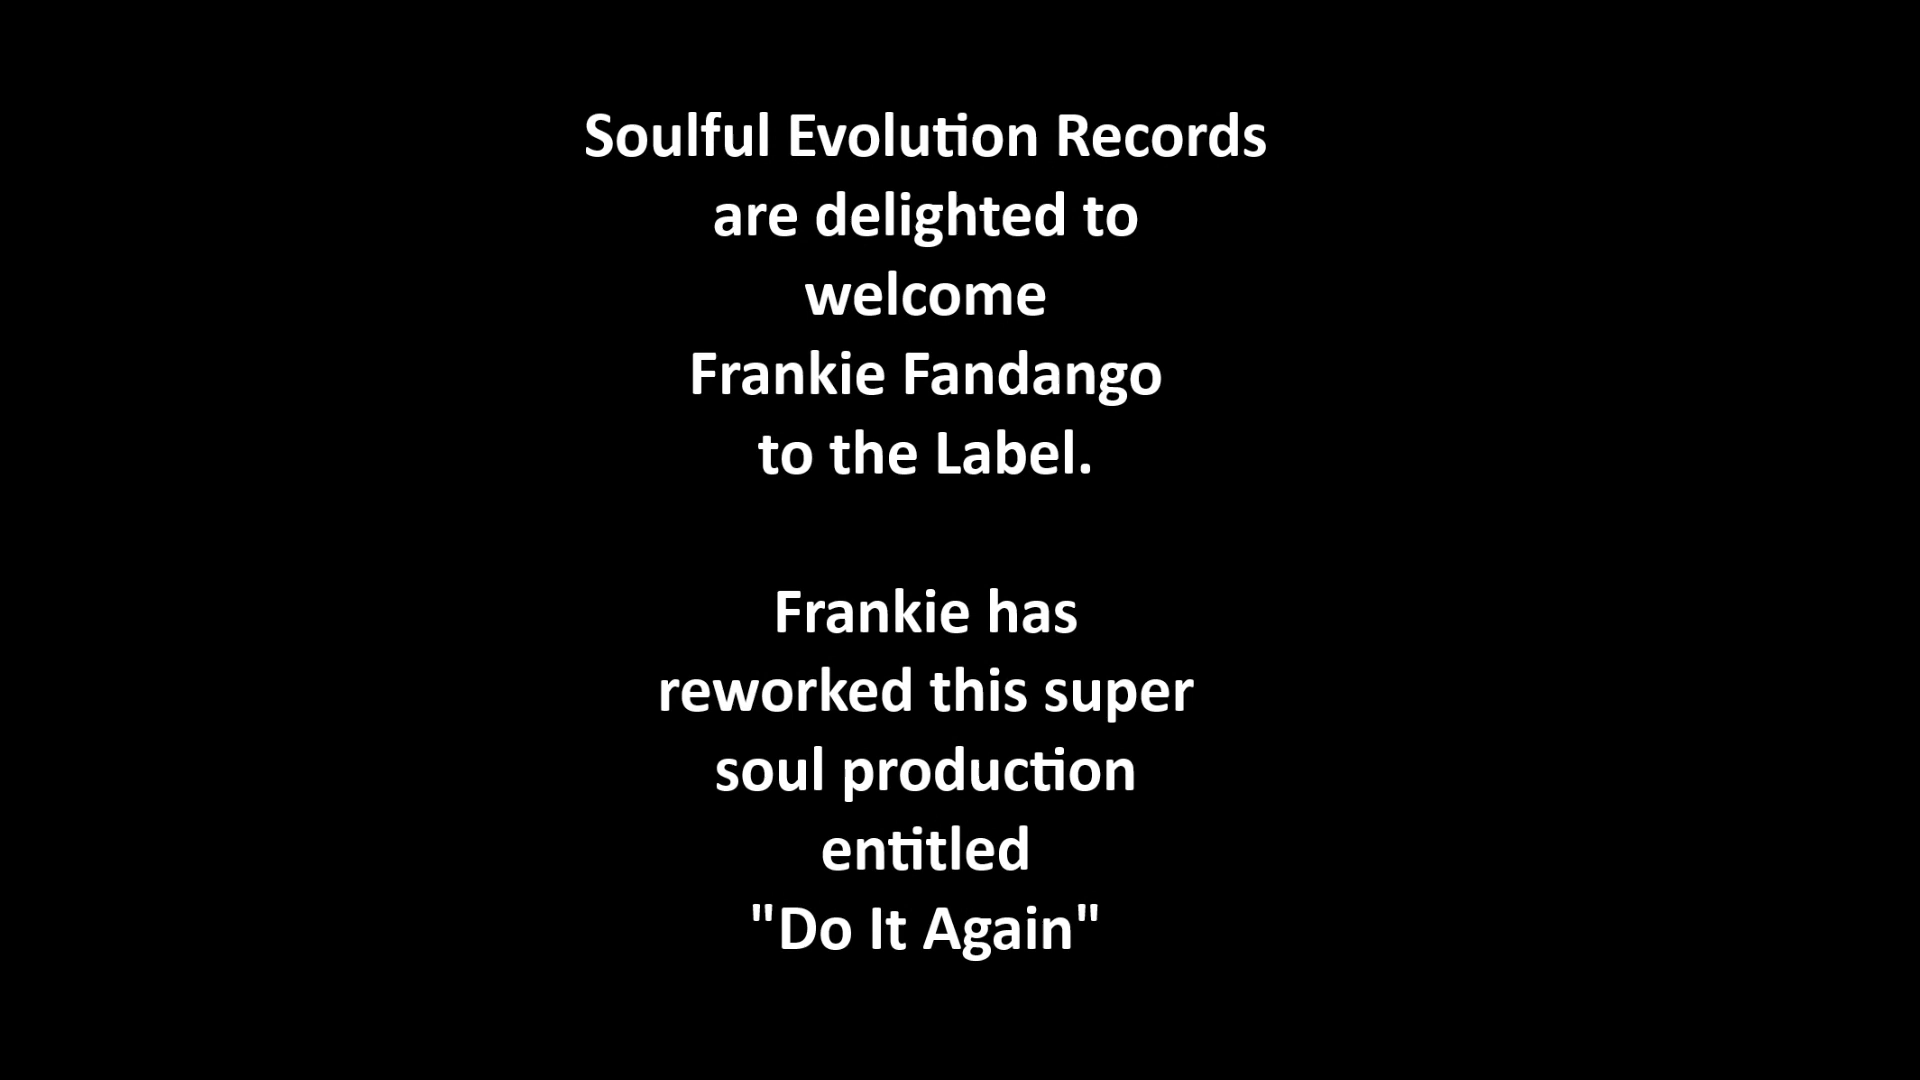 Soulful Evolution Records
are delighted to
welcome
Frankie Fandango
to the Label.
Frankie has
reworked this super
soul production
entitled
"Do It Again"